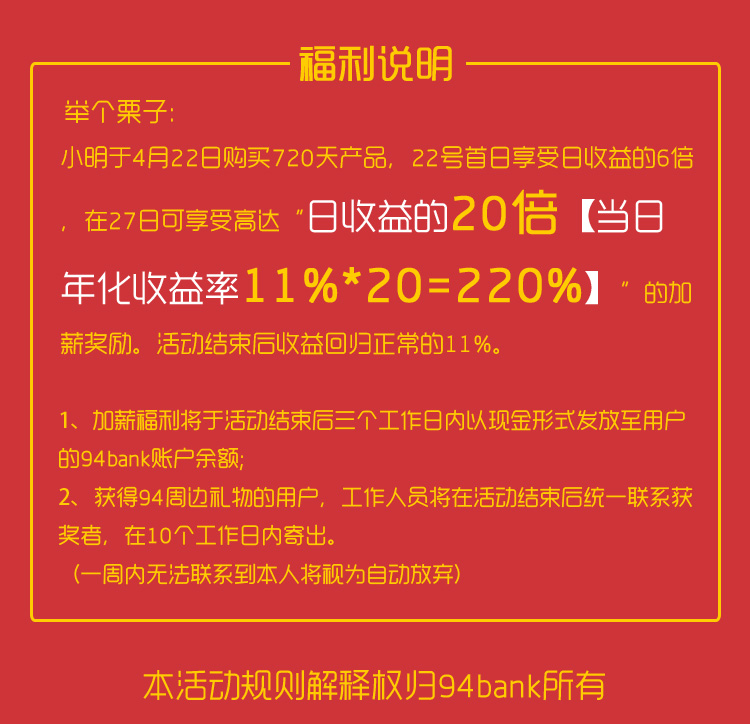 福利说明
举个栗子:
小明于4月22日购买720天产品，22号首日享受日收益的6倍
，在27日可享受高达“日收益的20倍【当日
年化收益率11%*20=220%】”的加
薪奖励。活动结束后收益回归正常的11%。
1、加薪福利将于活动结束后三个工作日内以现金形式发放至用户
的94bank账户余额;
2、获得94周边礼物的用户，工作人员将在活动结束后统一联系获
奖者，在10个工作日内寄出。
（一周内无法联系到本人将视为自动放弃）
本活动规则解释权归94bank所有